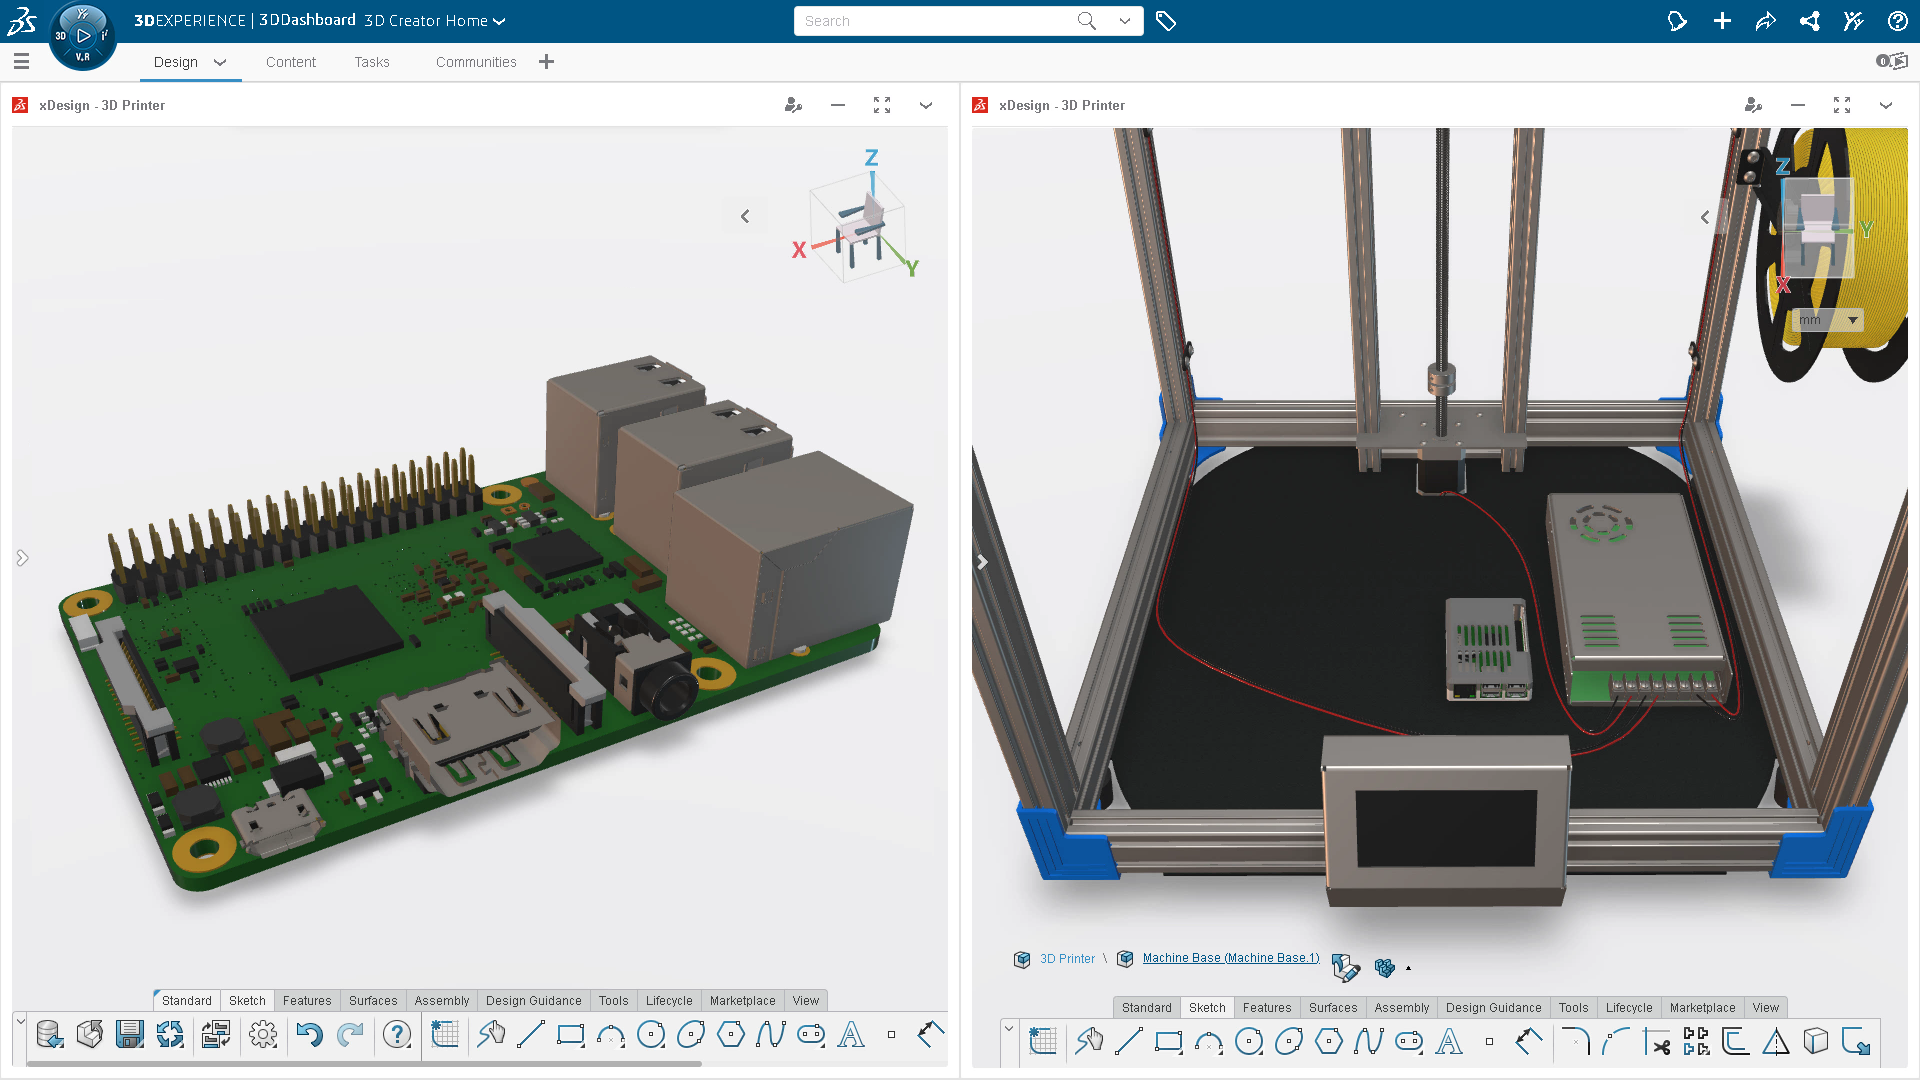 3DEXPERIENCE | 3DDashboard 3D Creator Home
Search
3D
V.R
Design Content Tasks Communities
0
xDesign - 3D Printer
Z
X
Y
Standard Sketch Features Surfaces Assembly Design Guidance Tools Lifecycle Marketplace View
xDesign - 3D Printer
Z
Y
X
mm
3D Printer \ Machine Base (Machine Base.1)
Standard Sketch Features Surfaces Assembly Design Guidance Tools Lifecycle Marketplace View